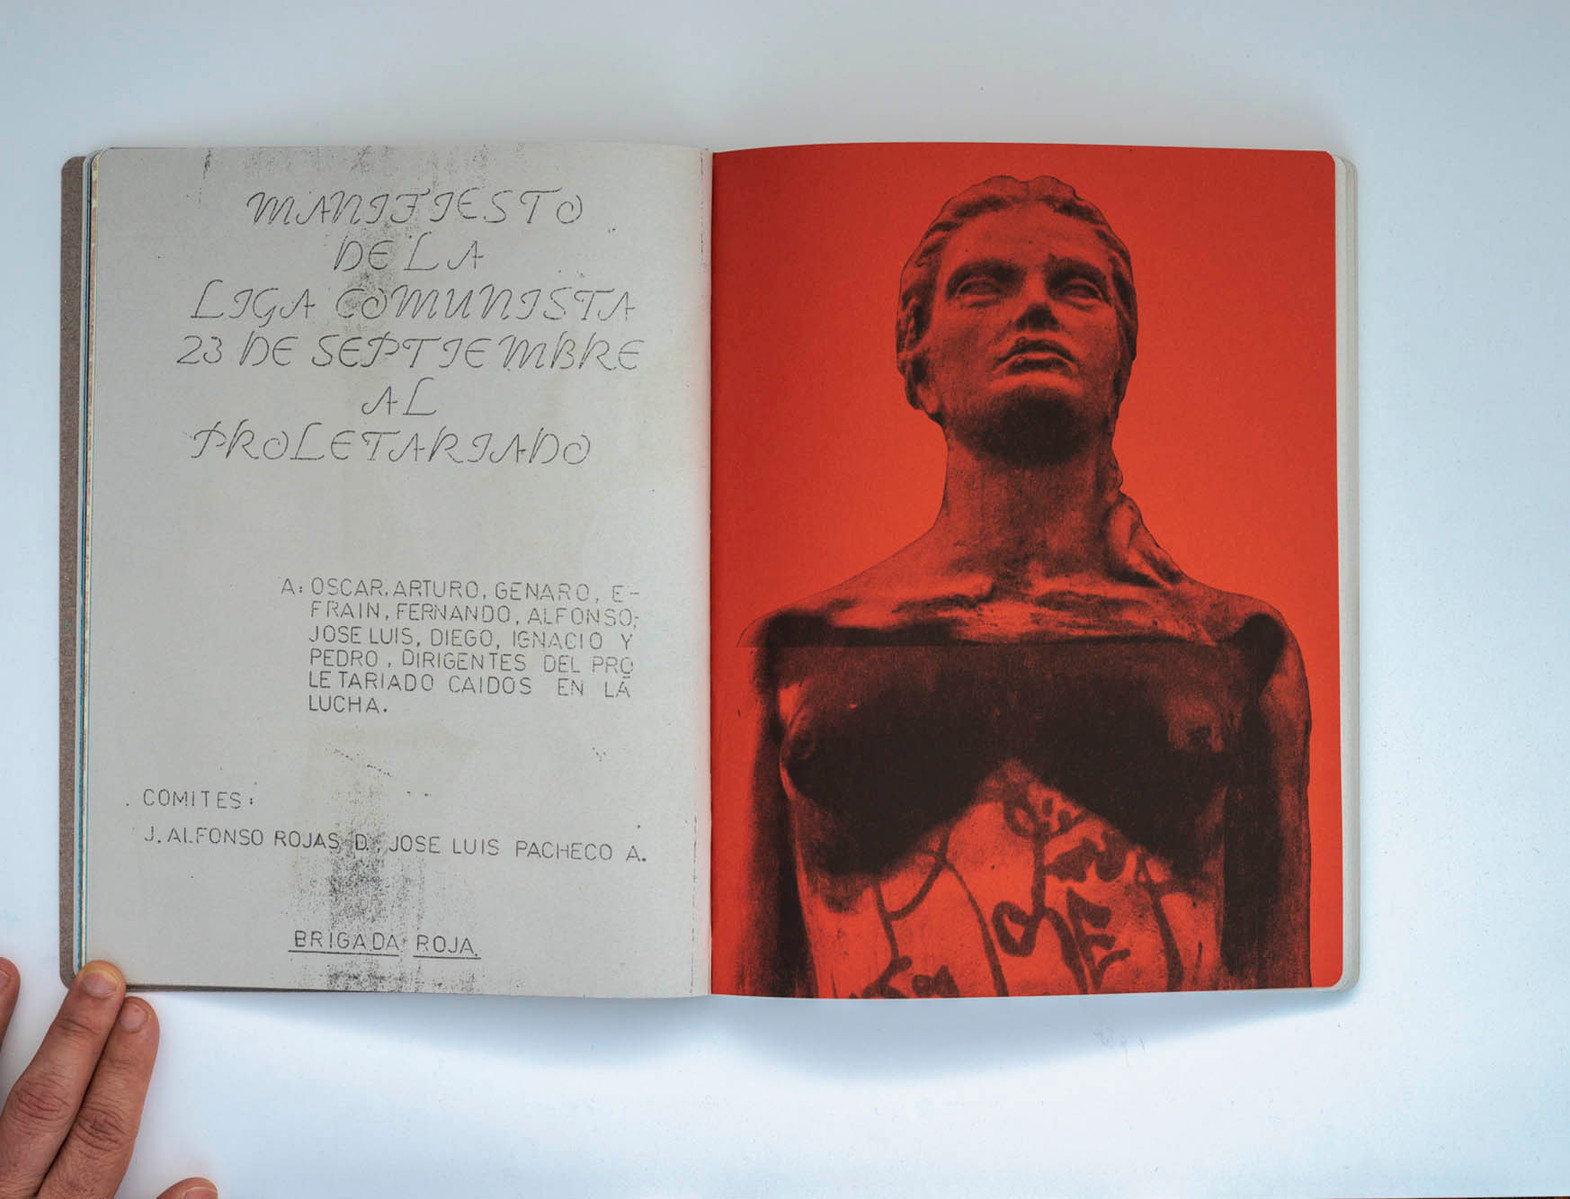 MANIFIESTO
DE LA
LIGA COMUNISTA
23 DE SEPTIEMBRE
AL
PROLETARIADO
A: OSCAR, ARTURO, GENARO, E-
FRAIN, FERNANDO, ALFONSO,
JOSE LUIS, DIEGO, IGNACIO Y
PEDRO, DIRIGENTES DEL PRO
LETARIADO CAIDOS EN LA
LUCHA.
COMITES:
J. ALFONSO ROJAS D., JOSE LUIS PACHECO A.
BRIGADA ROJA.